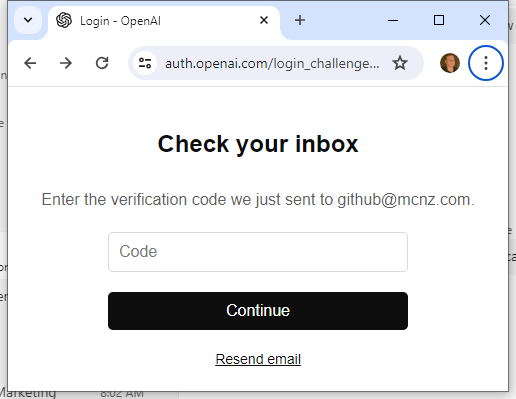 Login - OpenAI
auth.openai.com/login_challenge...
Check your inbox
Enter the verification code we just sent to github@mcnz.com.
Code
Continue
Resend email
Marketing
8:02 AM